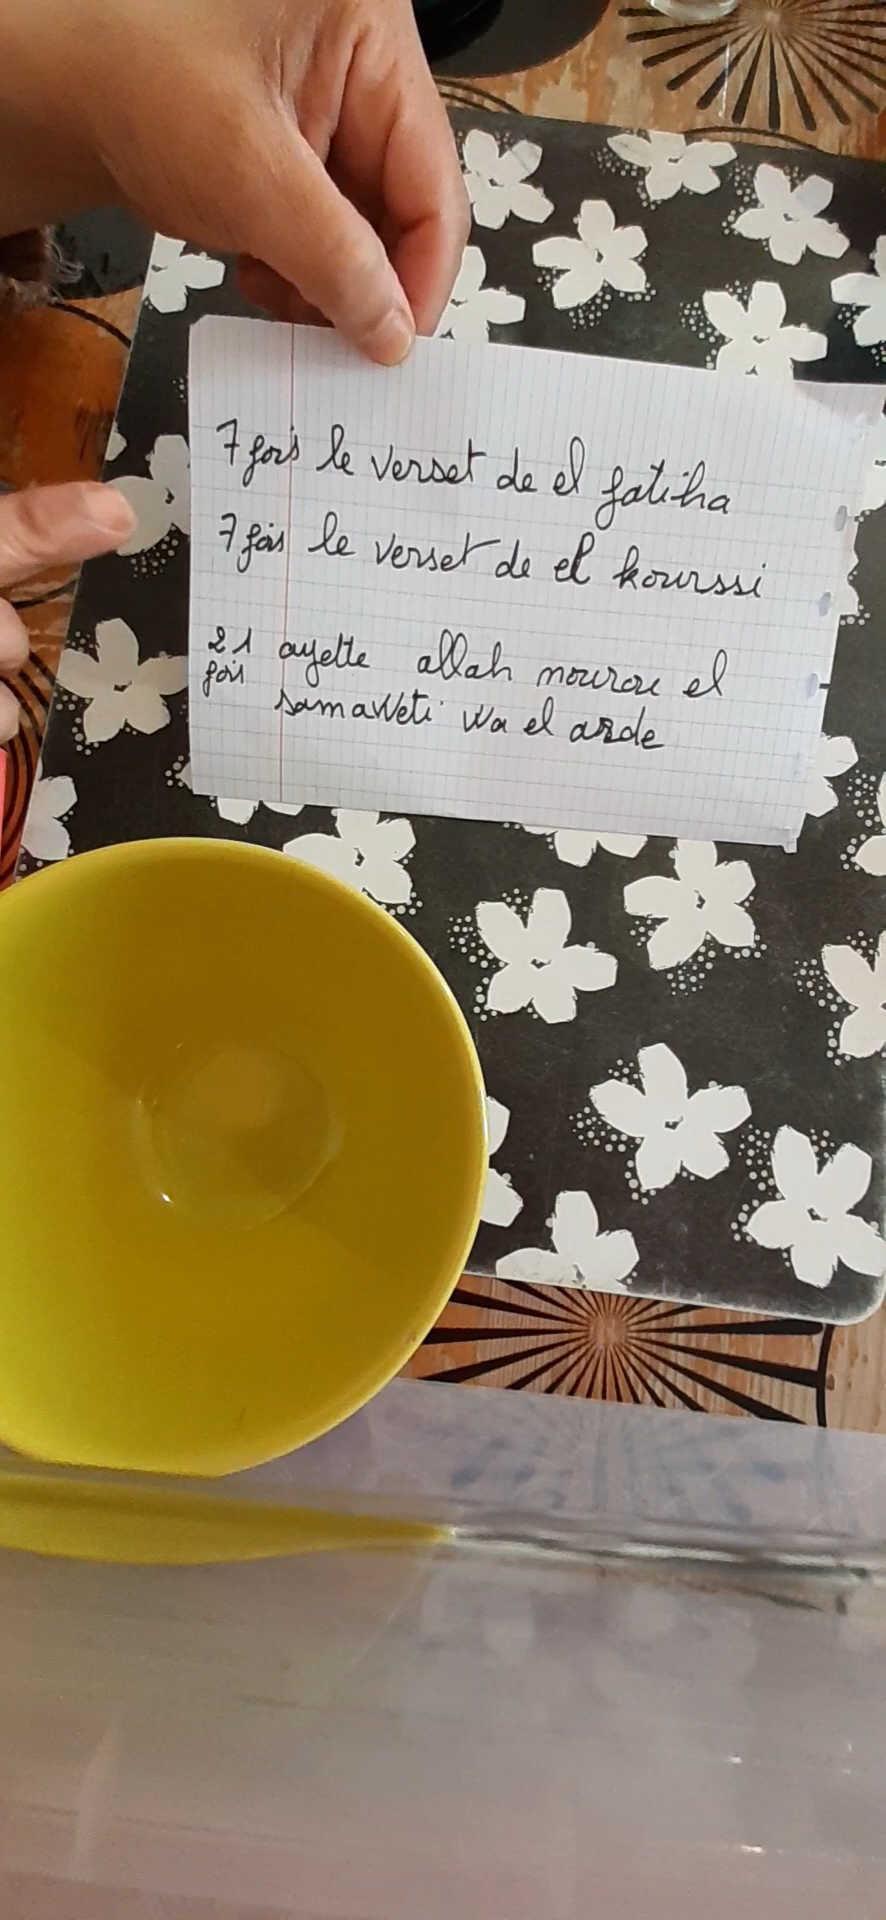 7 fois le verset de el fatiha
7 fois le verset de el kourssi
21 fois ayette allah nourou el
samaweti wa el arde